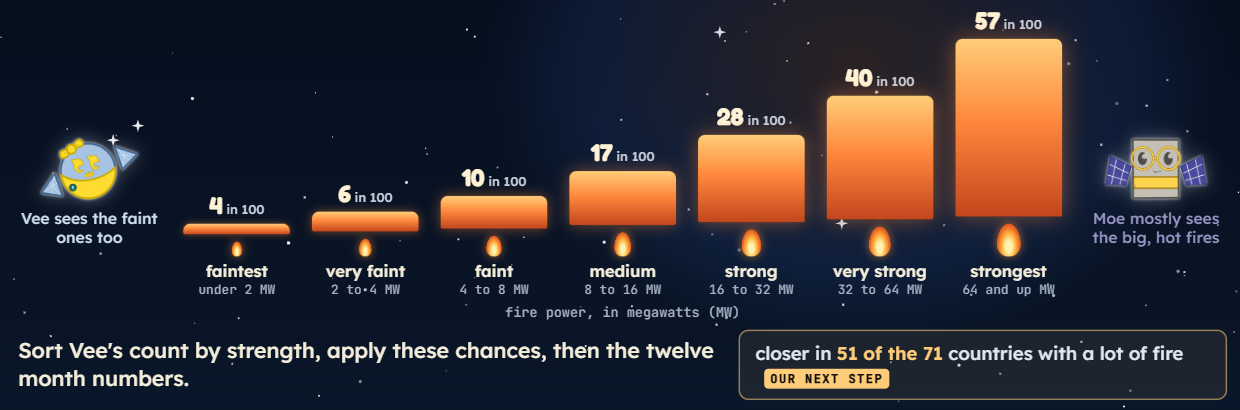 57 in 100
40 in 100
28 in 100
17 in 100
10 in 100
6 in 100
4 in 100
Vee sees the faint
ones too
Moe mostly sees
the big, hot fires
faintest
under 2 MW
very faint
2 to 4 MW
faint
4 to 8 MW
medium
8 to 16 MW
strong
16 to 32 MW
very strong
32 to 64 MW
strongest
64 and up MW
fire power, in megawatts (MW)
Sort Vee's count by strength, apply these chances, then the twelve
month numbers.
closer in 51 of the 71 countries with a lot of fire
OUR NEXT STEP